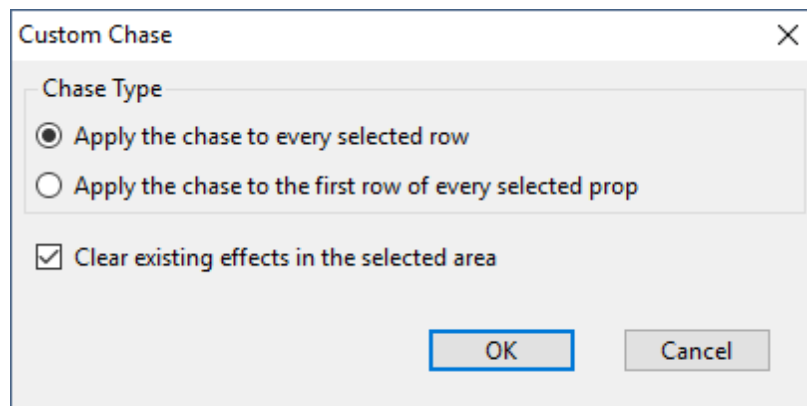 Custom Chase
Chase Type
Apply the chase to every selected row
Apply the chase to the first row of every selected prop
Clear existing effects in the selected area
OK
Cancel